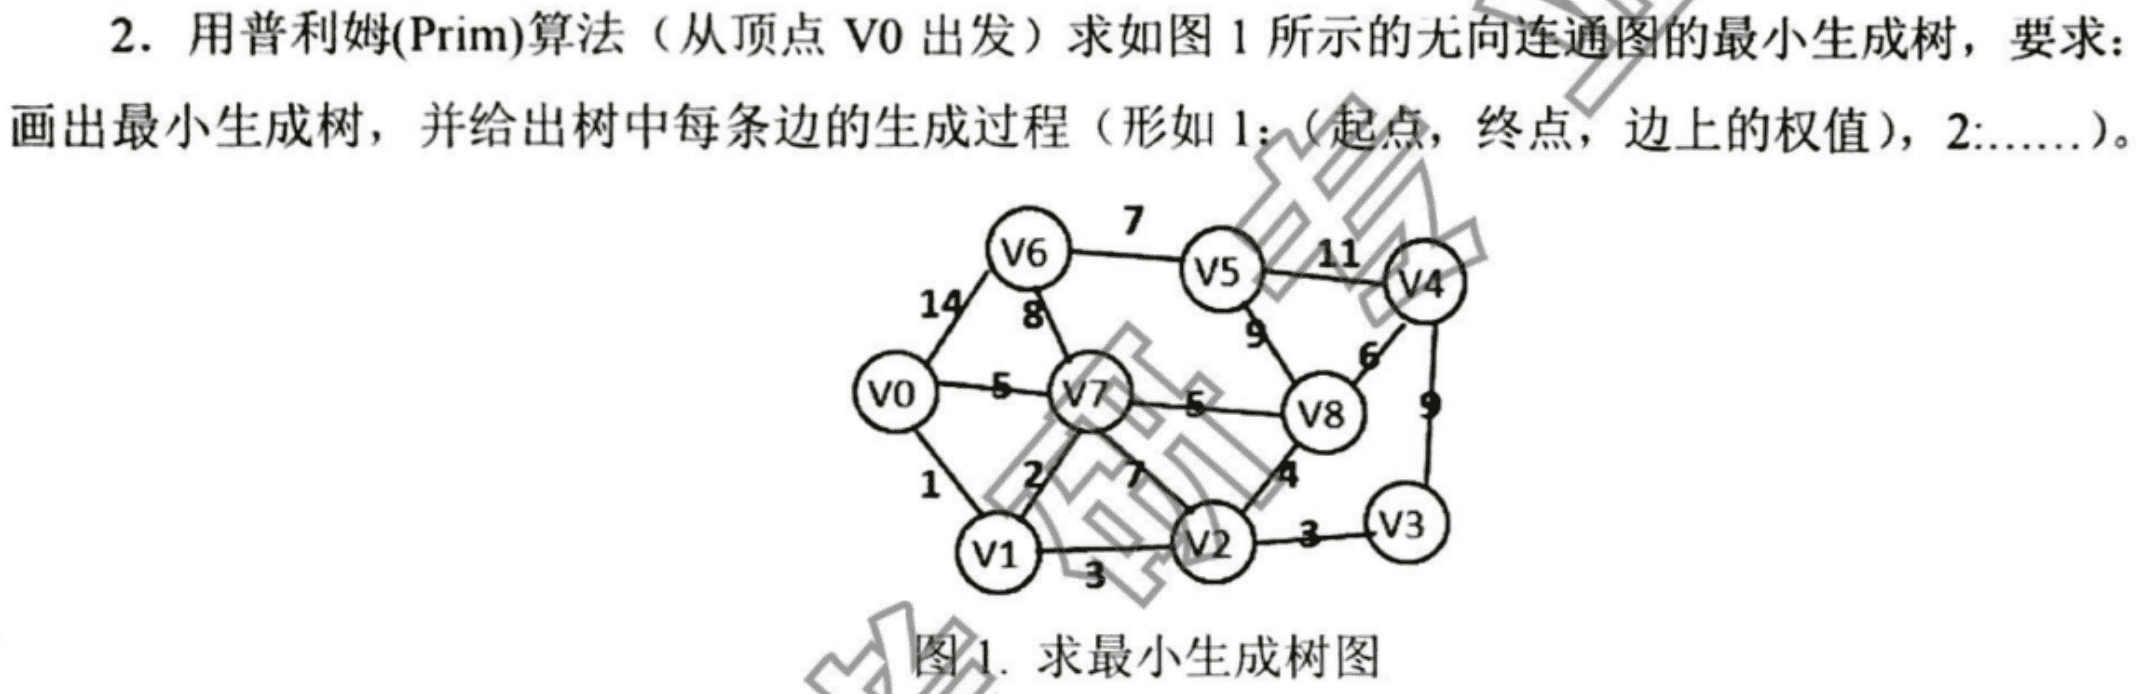 2. 用普利姆(Prim)算法（从顶点 V0 出发）求如图 1 所示的无向连通图的最小生成树，要求：
画出最小生成树，并给出树中每条边的生成过程（形如 1:（起点，终点，边上的权值），2:……）。
7
V6
V5
11
V4
14
8
9
6
V0
5
V7
5
V8
9
1
2
7
4
V1
3
V2
3
V3
图 1. 求最小生成树图